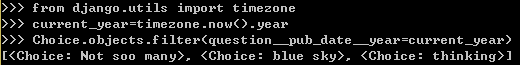 >>> from django.utils import timezone
>>> current_year=timezone.now().year
>>> Choice.objects.filter(question__pub_date__year=current_year)
[<Choice: Not soo many>, <Choice: blue sky>, <Choice: thinking>]